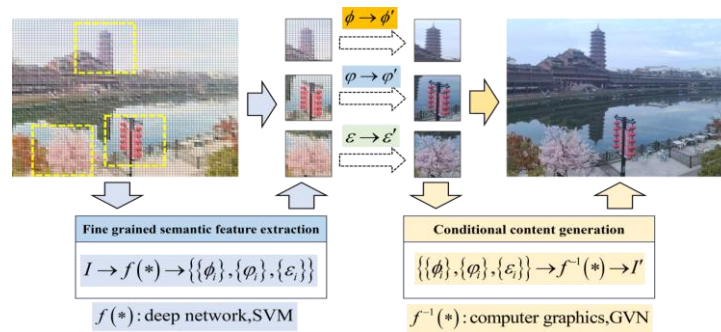 ϕ → ϕ′
φ → φ′
ε → ε′
Fine grained semantic feature extraction
I → f(*) → {{ϕᵢ},{φᵢ},{εᵢ}}
f(*): deep network,SVM
Conditional content generation
{{ϕᵢ},{φᵢ},{εᵢ}} → f⁻¹(*) → I′
f⁻¹(*): computer graphics,GVN